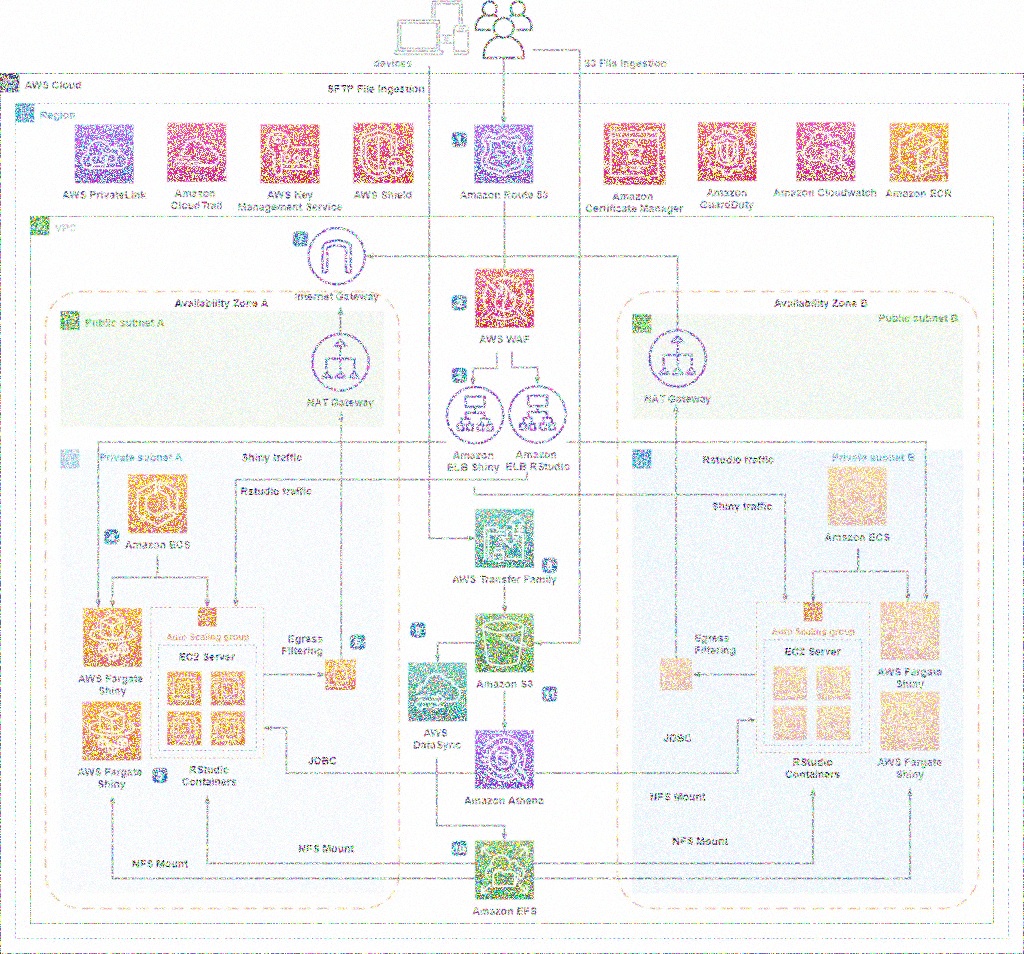 devices
S3 File Ingestion
AWS Cloud
SFTP File Ingestion
Region
AWS PrivateLink
Amazon
CloudTrail
AWS Key
Management Service
AWS Shield
Amazon Route 53
Amazon
Certificate Manager
Amazon
GuardDuty
Amazon Cloudwatch
Amazon ECR
VPC
Internet Gateway
Availability Zone A
Availability Zone B
Public subnet A
Public subnet B
AWS WAF
NAT Gateway
NAT Gateway
Amazon
ELB Shiny
Amazon
ELB RStudio
Private subnet A
Shiny traffic
Rstudio traffic
Private subnet B
Rstudio traffic
Shiny traffic
Amazon ECS
Amazon ECS
AWS Transfer Family
Auto Scaling group
EC2 Server
Egress
Filtering
Auto Scaling group
EC2 Server
Egress
Filtering
AWS Fargate
Shiny
Amazon S3
AWS Fargate
Shiny
AWS
DataSync
JDBC
JDBC
AWS Fargate
Shiny
RStudio
Containers
RStudio
Containers
AWS Fargate
Shiny
Amazon Athena
NFS Mount
NFS Mount
NFS Mount
NFS Mount
Amazon EFS